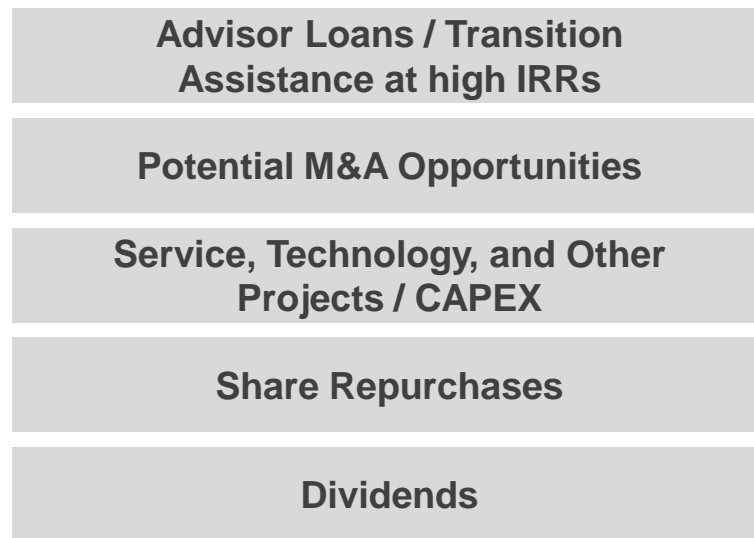 Advisor Loans / Transition
Assistance at high IRRs
Potential M&A Opportunities
Service, Technology, and Other
Projects / CAPEX
Share Repurchases
Dividends